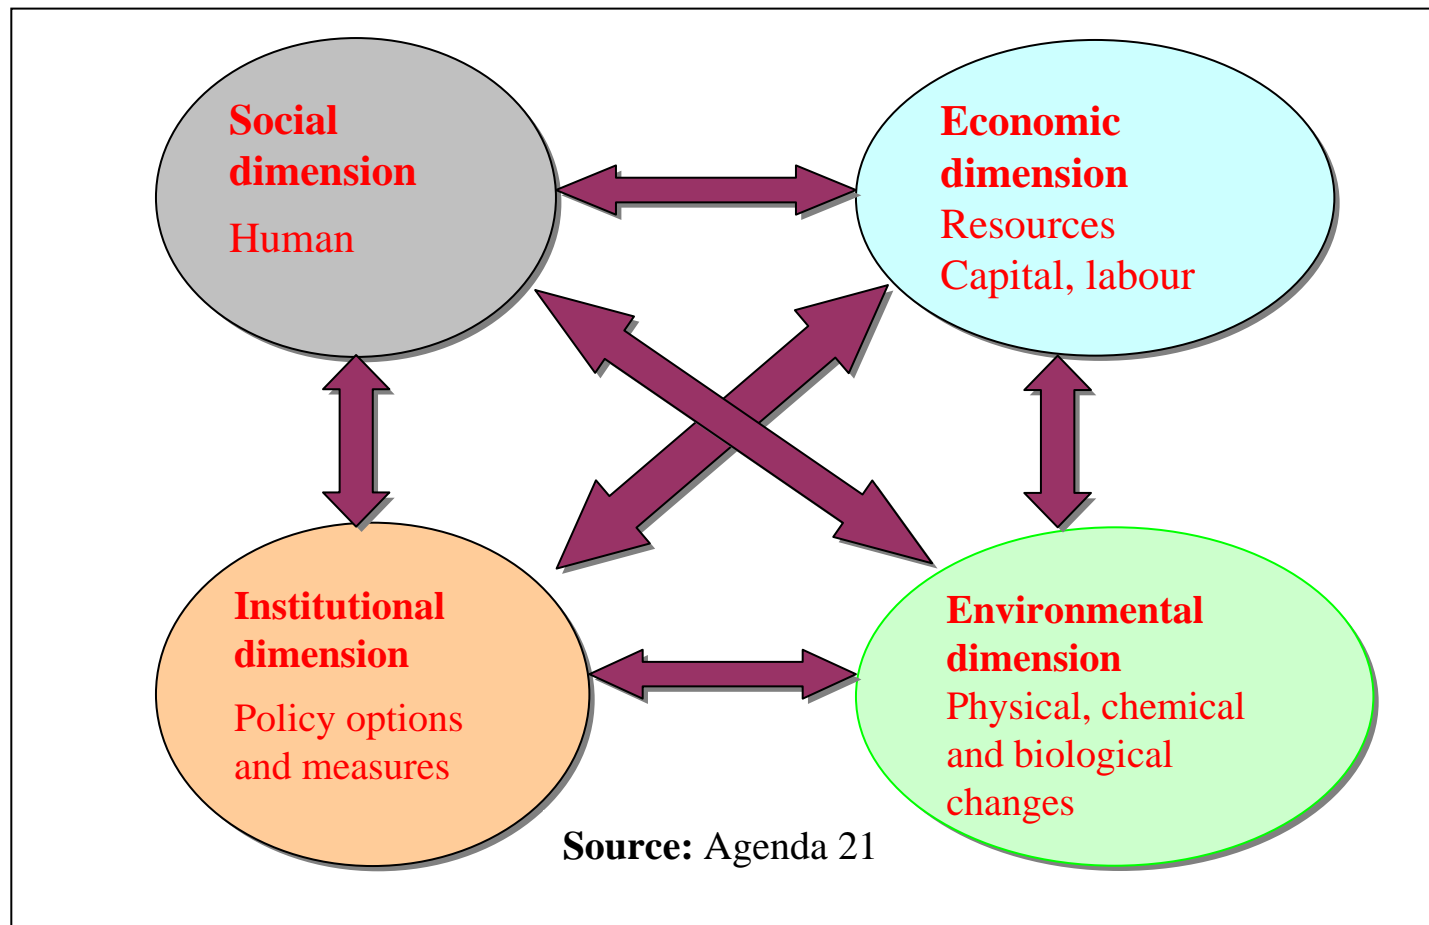 Social
dimension
Human
Economic
dimension
Resources
Capital, labour
Institutional
dimension
Policy options
and measures
Environmental
dimension
Physical, chemical
and biological
changes
Source: Agenda 21